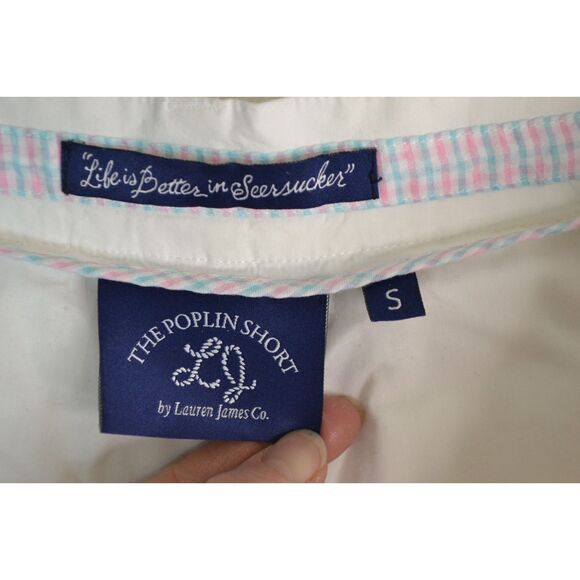 "Life is Better in Seersucker"
S
THE POPLIN SHORT
LJ
by Lauren James Co.